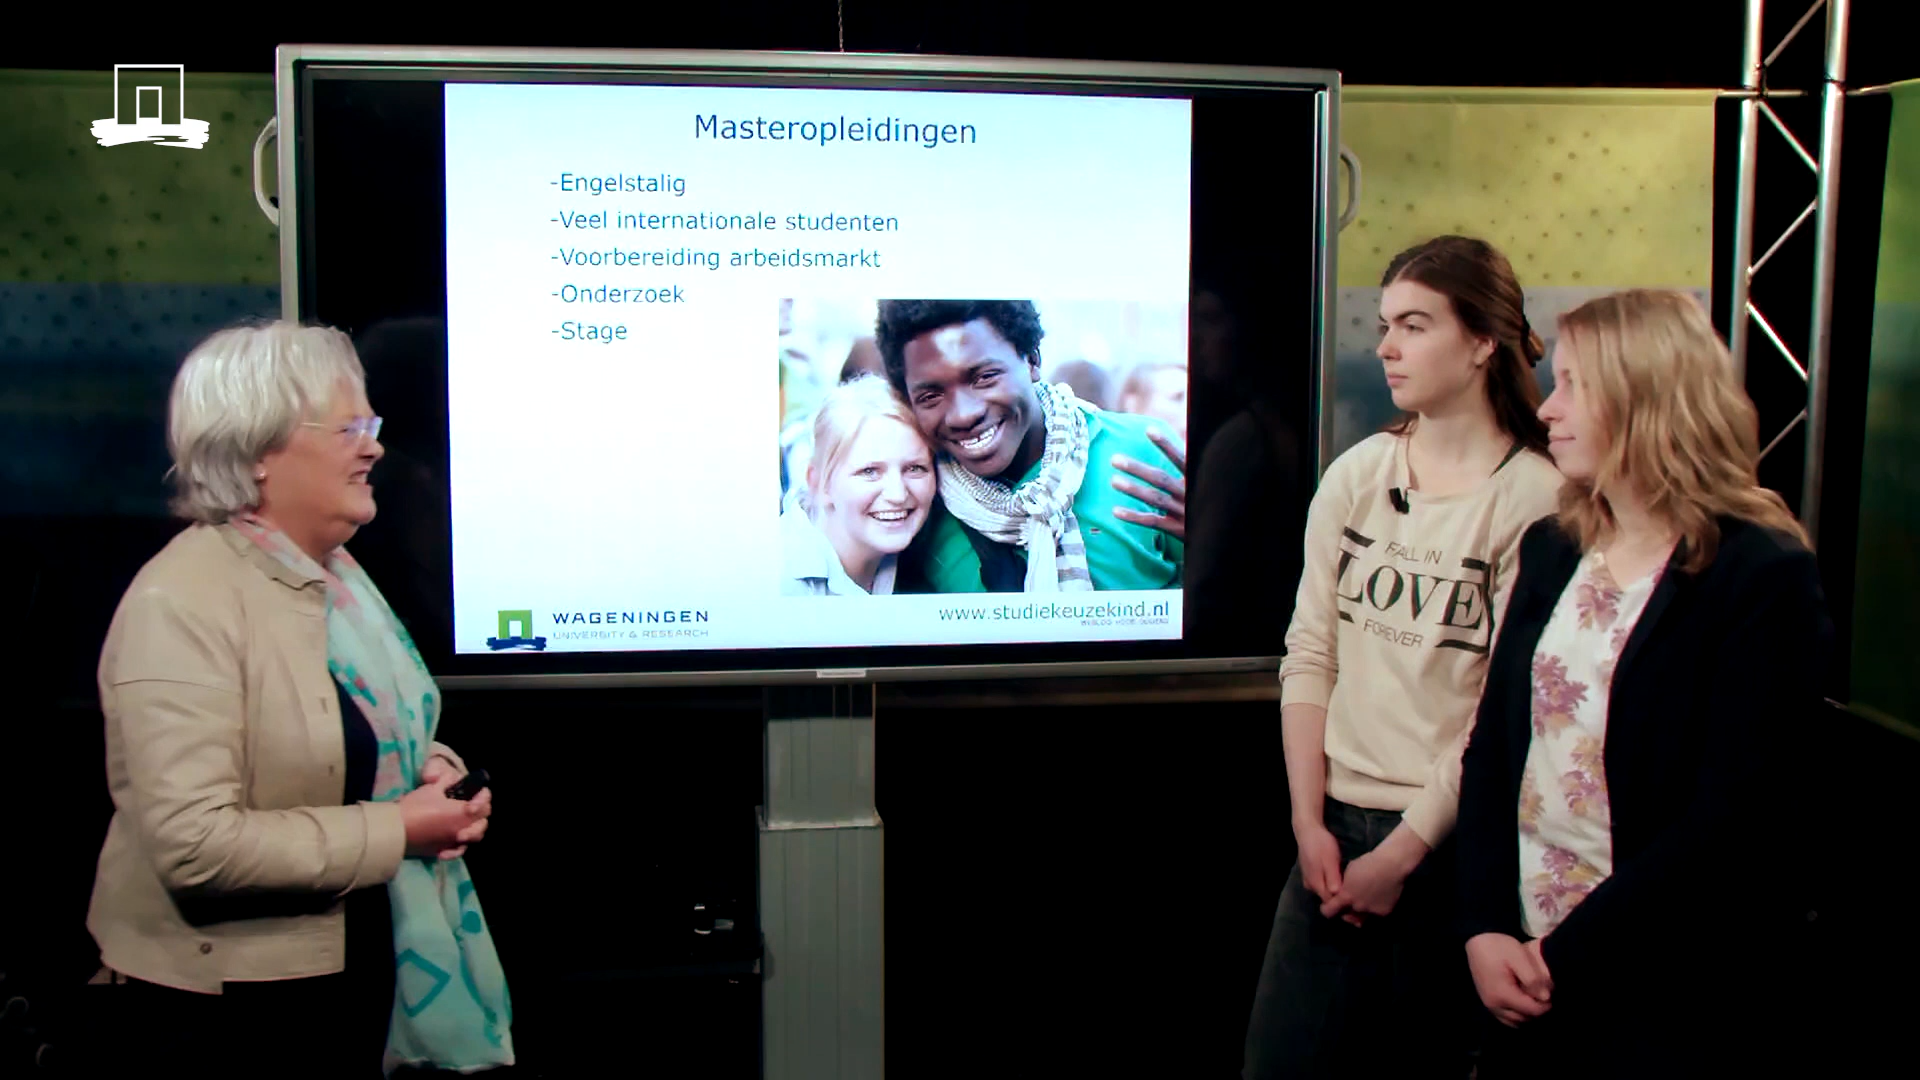 Masteropleidingen
-Engelstalig
-Veel internationale studenten
-Voorbereiding arbeidsmarkt
-Onderzoek
-Stage
WAGENINGEN
UNIVERSITY & RESEARCH
www.studiekeuzekind.nl
FALL IN
LOVE
FOREVER